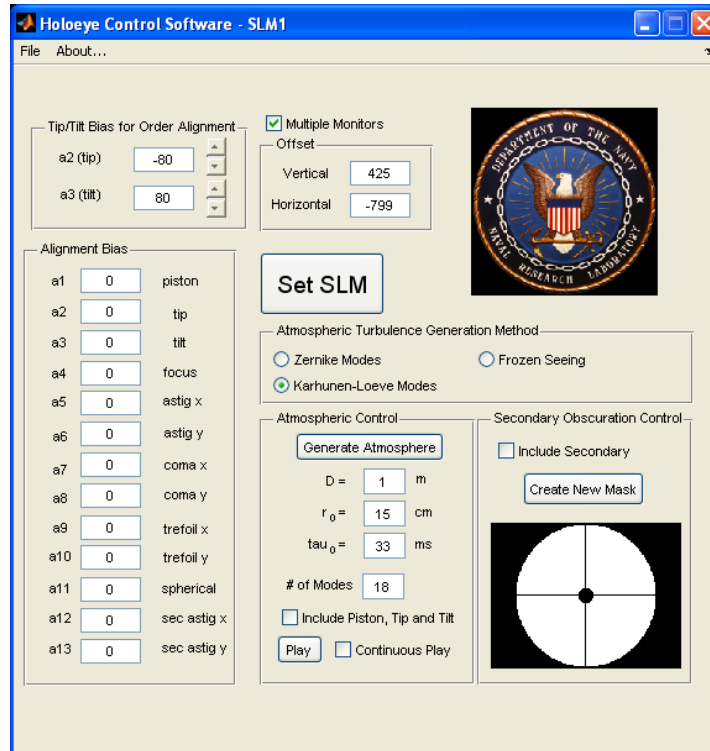 Holoeye Control Software - SLM1
File About...
Tip/Tilt Bias for Order Alignment
a2 (tip) -80
a3 (tilt) 80
Multiple Monitors
Offset
Vertical 425
Horizontal -799
DEPARTMENT OF THE NAVY
NAVAL RESEARCH LABORATORY
Alignment Bias
a1 0 piston
a2 0 tip
a3 0 tilt
a4 0 focus
a5 0 astig x
a6 0 astig y
a7 0 coma x
a8 0 coma y
a9 0 trefoil x
a10 0 trefoil y
a11 0 spherical
a12 0 sec astig x
a13 0 sec astig y
Set SLM
Atmospheric Turbulence Generation Method
Zernike Modes
Frozen Seeing
Karhunen-Loeve Modes
Atmospheric Control
Generate Atmosphere
D = 1 m
r0 = 15 cm
tau0 = 33 ms
# of Modes 18
Include Piston, Tip and Tilt
Play Continuous Play
Secondary Obscuration Control
Include Secondary
Create New Mask